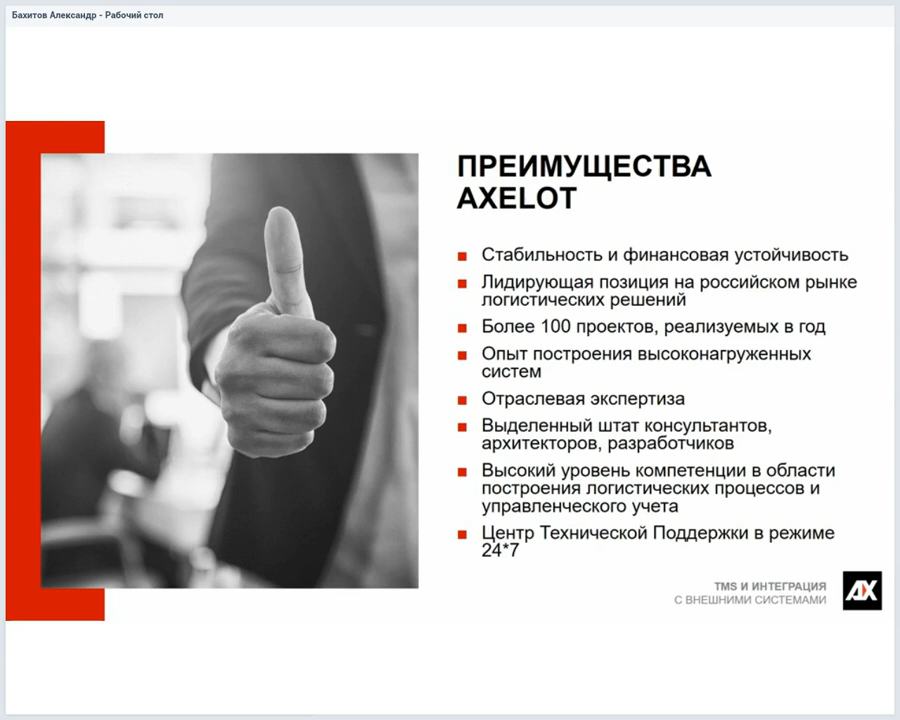 Бахитов Александр - Рабочий стол
ПРЕИМУЩЕСТВА
AXELOT
Стабильность и финансовая устойчивость
Лидирующая позиция на российском рынке
логистических решений
Более 100 проектов, реализуемых в год
Опыт построения высоконагруженных
систем
Отраслевая экспертиза
Выделенный штат консультантов,
архитекторов, разработчиков
Высокий уровень компетенции в области
построения логистических процессов и
управленческого учета
Центр Технической Поддержки в режиме
24*7
TMS И ИНТЕГРАЦИЯ
С ВНЕШНИМИ СИСТЕМАМИ
AX